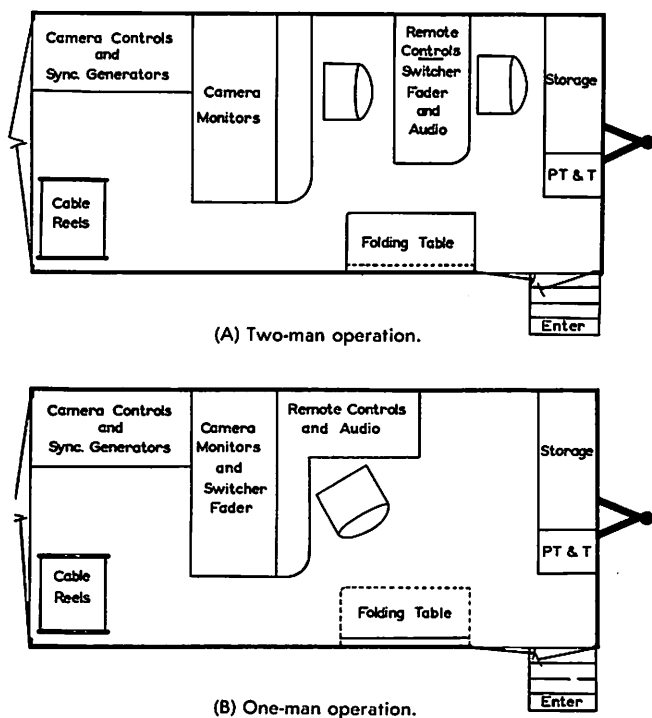 Camera Controls
and
Sync. Generators
Camera
Monitors
Remote
Controls
Switcher
Fader
and
Audio
Storage
PT & T
Cable
Reels
Folding Table
Enter
(A) Two-man operation.
Camera Controls
and
Sync. Generators
Camera
Monitors
and
Switcher
Fader
Remote Controls
and Audio
Storage
PT & T
Cable
Reels
Folding Table
Enter
(B) One-man operation.